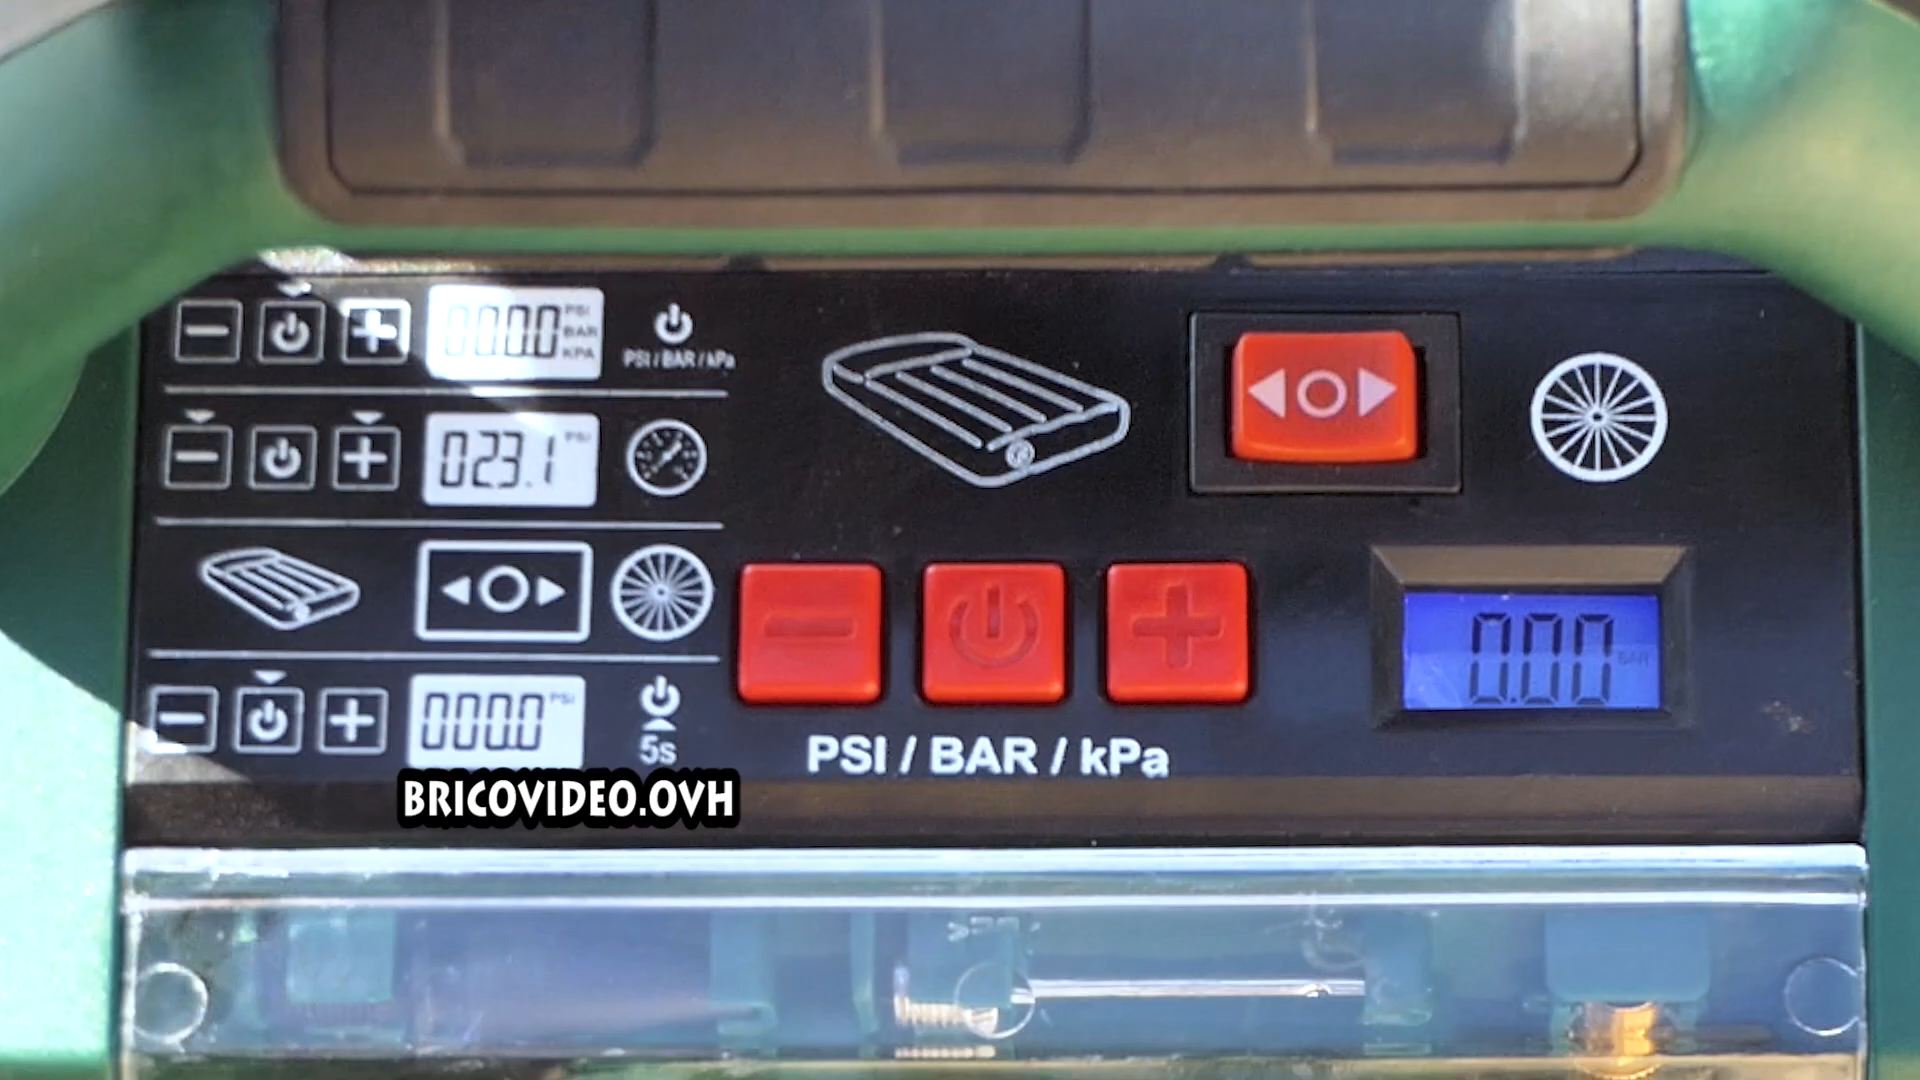 000.0 PSI BAR KPA
PSI / BAR / kPa
023.1 PSI
000.0 PSI
5s
PSI / BAR / kPa
0.00 BAR
BRICOVIDEO.OVH